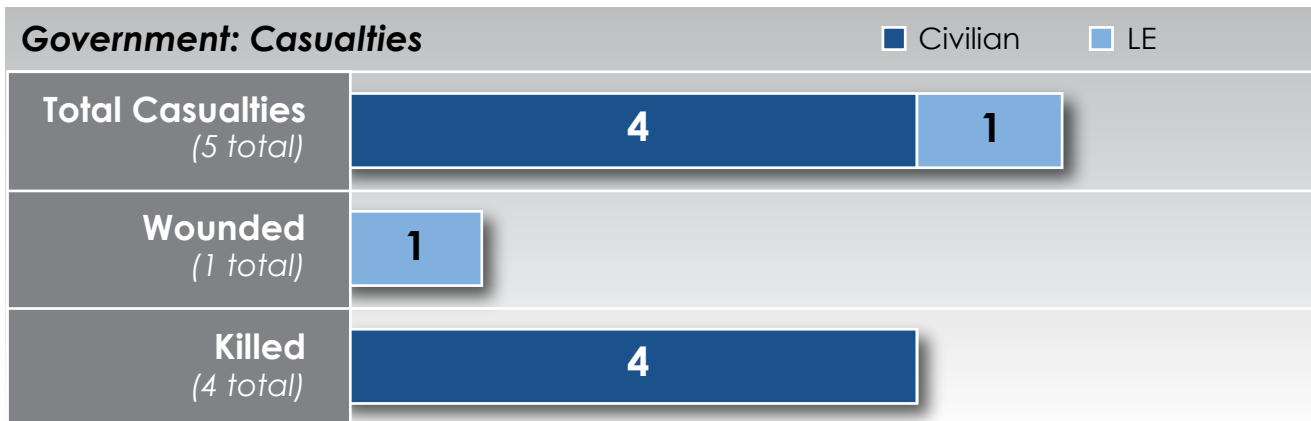 Government: Casualties
Civilian LE
Total Casualties
(5 total)
4 1
Wounded
(1 total)
1
Killed
(4 total)
4